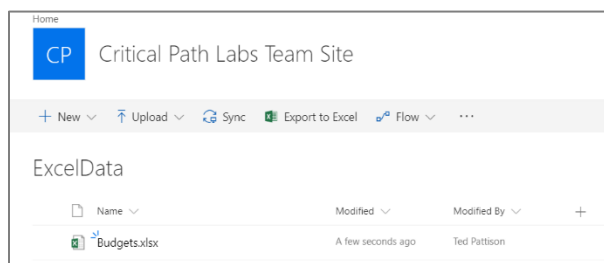 Home
CP Critical Path Labs Team Site
New Upload Sync Export to Excel Flow ...
ExcelData
Name Modified Modified By
Budgets.xlsx A few seconds ago Ted Pattison